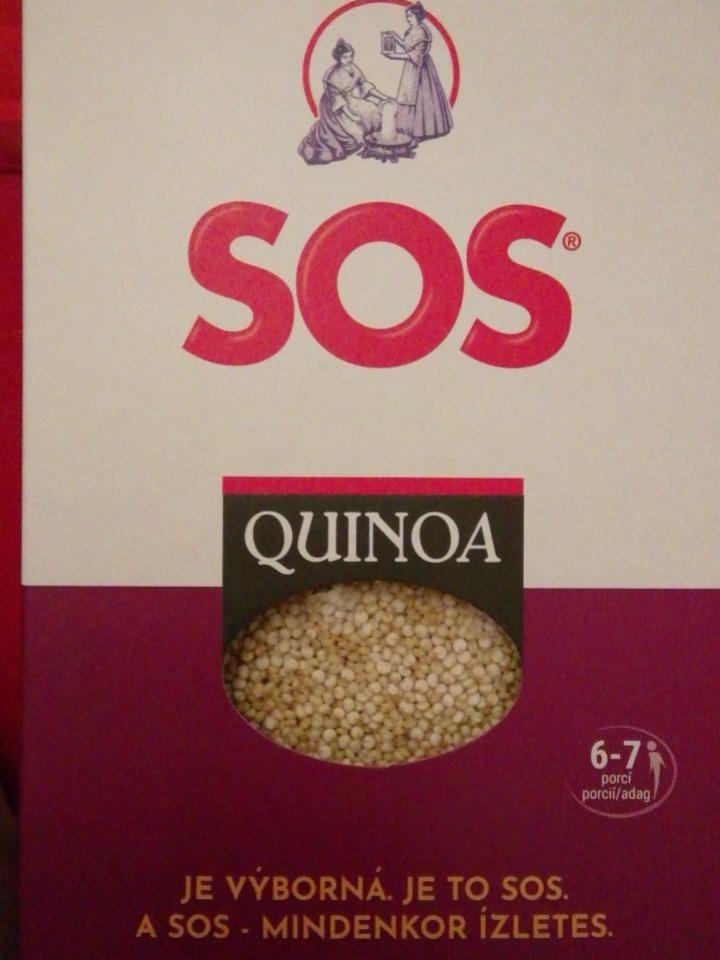 SOS®
QUINOA
6-7
porcí
porcií/adag
JE VÝBORNÁ. JE TO SOS.
A SOS - MINDENKOR ÍZLETES.